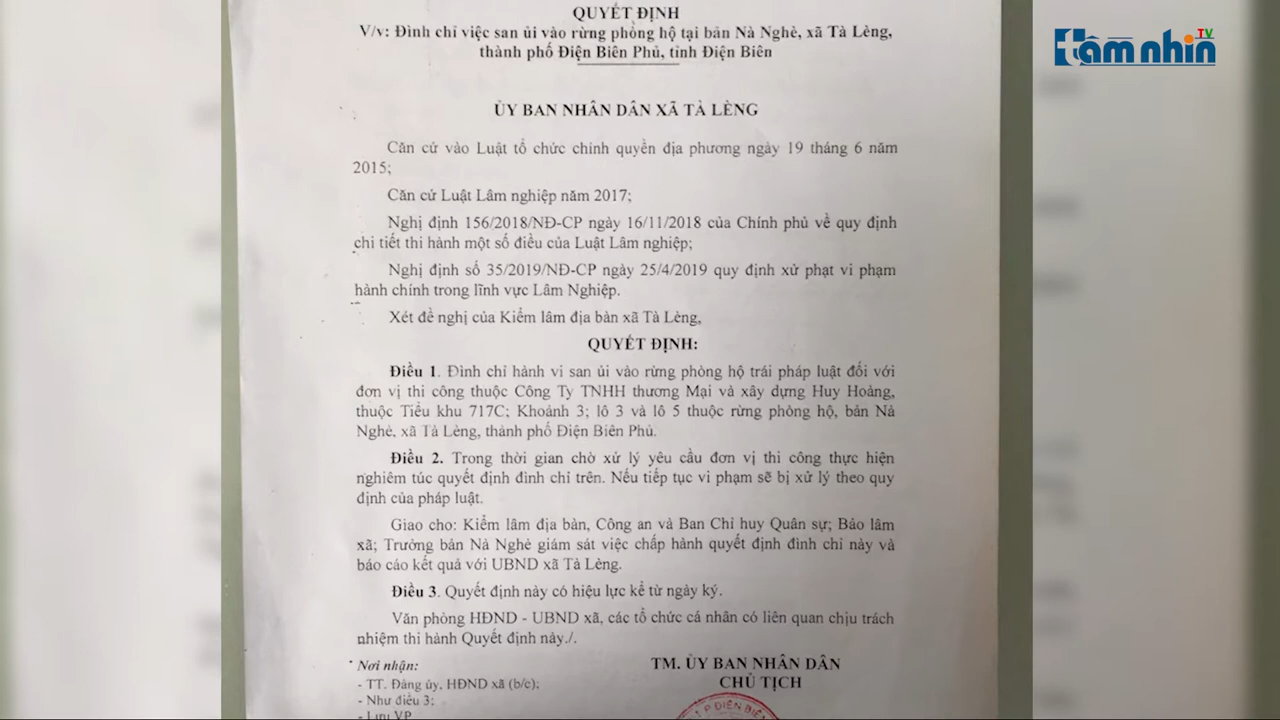 QUYẾT ĐỊNH
V/v: Đình chỉ việc san ủi vào rừng phòng hộ tại bản Nà Nghè, xã Tà Lèng,
thành phố Điện Biên Phủ, tỉnh Điện Biên
tầm nhìn TV
ỦY BAN NHÂN DÂN XÃ TÀ LÈNG
Căn cứ vào Luật tổ chức chính quyền địa phương ngày 19 tháng 6 năm
2015;
Căn cứ Luật Lâm nghiệp năm 2017;
Nghị định 156/2018/NĐ-CP ngày 16/11/2018 của Chính phủ về quy định
chi tiết thi hành một số điều của Luật Lâm nghiệp;
Nghị định số 35/2019/NĐ-CP ngày 25/4/2019 quy định xử phạt vi phạm
hành chính trong lĩnh vực Lâm Nghiệp.
Xét đề nghị của Kiểm lâm địa bàn xã Tà Lèng,
QUYẾT ĐỊNH:
Điều 1. Đình chỉ hành vi san ủi vào rừng phòng hộ trái pháp luật đối với
đơn vị thi công thuộc Công Ty TNHH thương Mại và xây dựng Huy Hoàng,
thuộc Tiểu khu 717C; Khoảnh 3; lô 3 và lô 5 thuộc rừng phòng hộ, bản Nà
Nghè, xã Tà Lèng, thành phố Điện Biên Phủ.
Điều 2. Trong thời gian chờ xử lý yêu cầu đơn vị thi công thực hiện
nghiêm túc quyết định đình chỉ trên. Nếu tiếp tục vi phạm sẽ bị xử lý theo quy
định của pháp luật.
Giao cho: Kiểm lâm địa bàn, Công an và Ban Chỉ huy Quân sự; Bảo lâm
xã; Trưởng bản Nà Nghè giám sát việc chấp hành quyết định đình chỉ này và
báo cáo kết quả với UBND xã Tà Lèng.
Điều 3. Quyết định này có hiệu lực kể từ ngày ký.
Văn phòng HĐND - UBND xã, các tổ chức cá nhân có liên quan chịu trách
nhiệm thi hành Quyết định này./.
Nơi nhận:
- TT. Đảng ủy, HĐND xã (b/c);
- Như điều 3;
- Lưu VP
TM. ỦY BAN NHÂN DÂN
CHỦ TỊCH
T.P ĐIỆN BIÊN